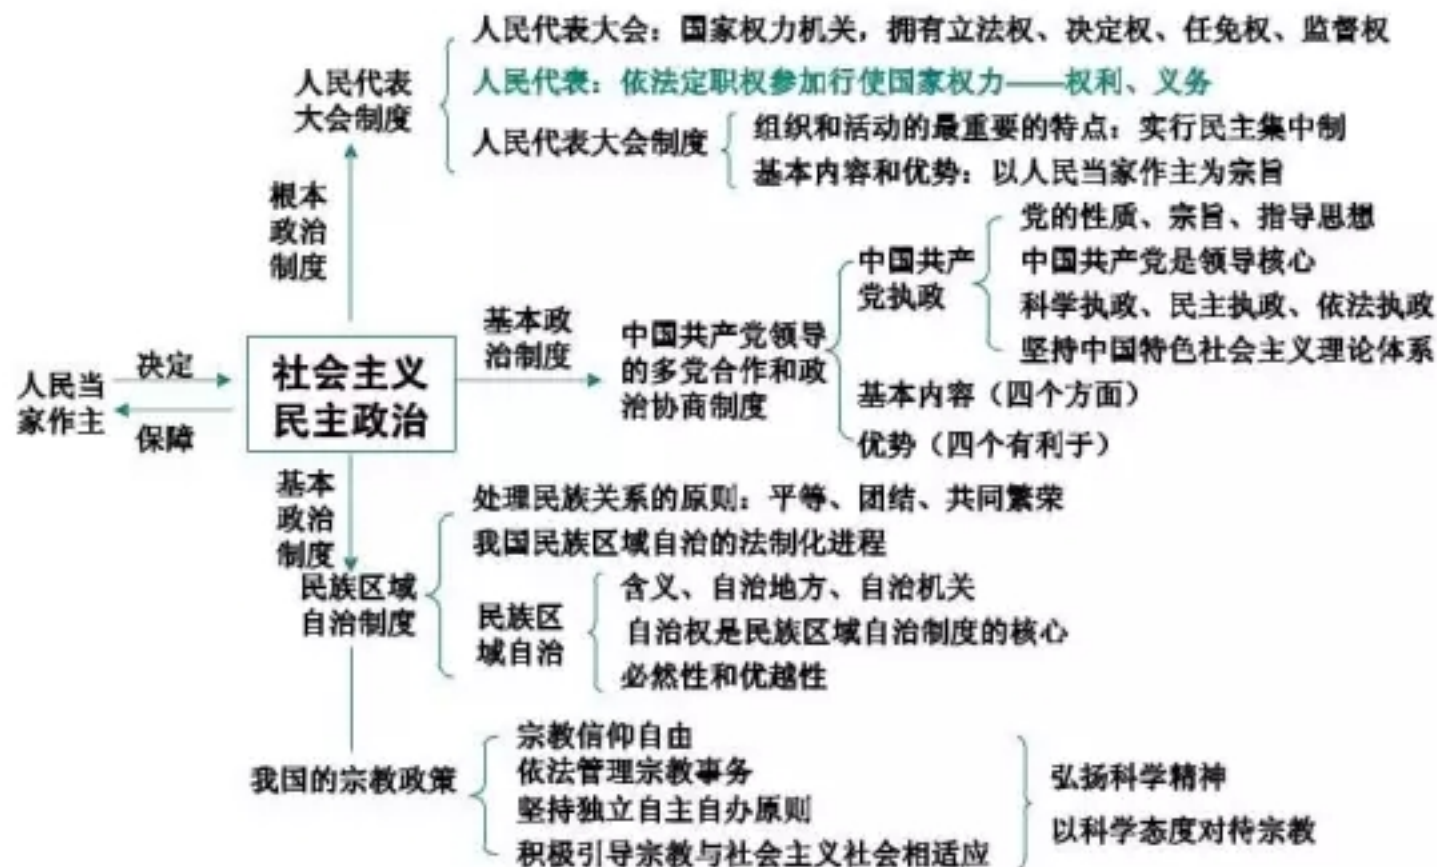 人民代表大会：国家权力机关，拥有立法权、决定权、任免权、监督权
人民代表
大会制度
人民代表：依法定职权参加行使国家权力——权利、义务
人民代表大会制度
组织和活动的最重要的特点：实行民主集中制
基本内容和优势：以人民当家作主为宗旨
根本
政治
制度
党的性质、宗旨、指导思想
中国共产
党执政
中国共产党是领导核心
科学执政、民主执政、依法执政
坚持中国特色社会主义理论体系
基本政
治制度
中国共产党领导
的多党合作和政
治协商制度
基本内容（四个方面）
优势（四个有利于）
人民当
家作主
决定
保障
社会主义
民主政治
基本
政治
制度
处理民族关系的原则：平等、团结、共同繁荣
我国民族区域自治的法制化进程
民族区域
自治制度
民族区
域自治
含义、自治地方、自治机关
自治权是民族区域自治制度的核心
必然性和优越性
我国的宗教政策
宗教信仰自由
依法管理宗教事务
坚持独立自主自办原则
积极引导宗教与社会主义社会相适应
弘扬科学精神
以科学态度对待宗教